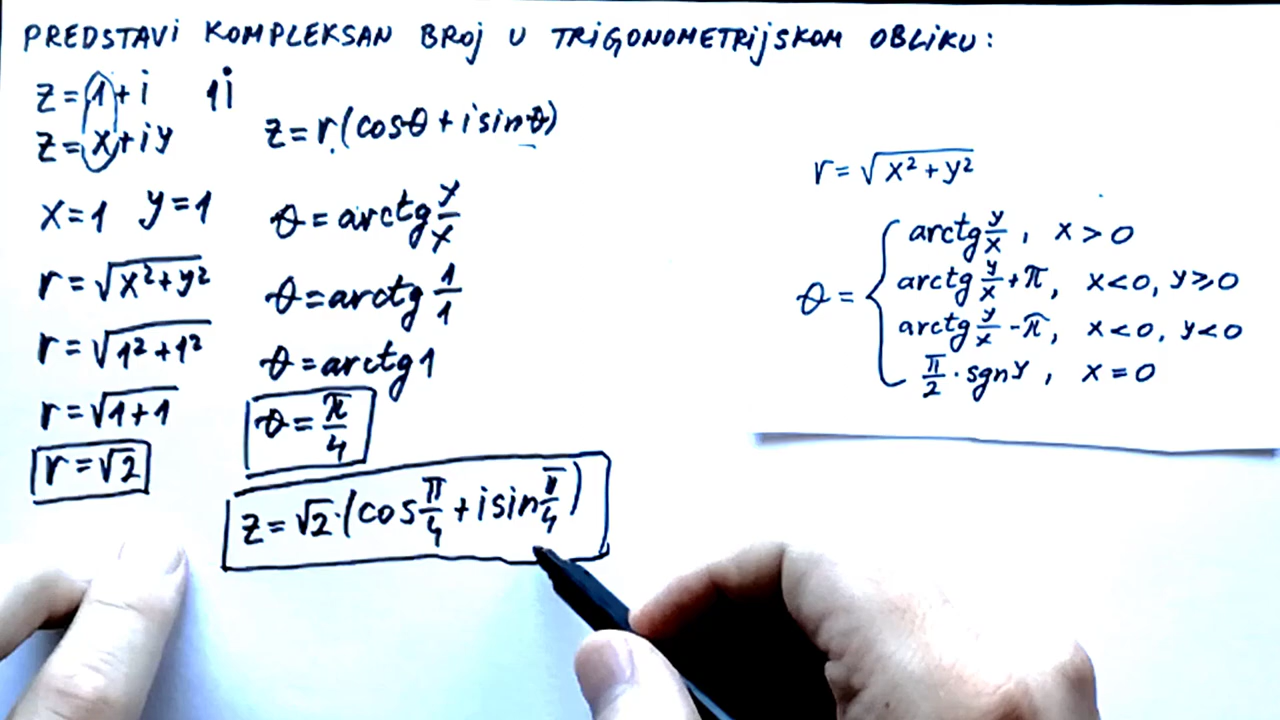 PREDSTAVi KOMPLEKSAN BROj U TRiGONOMETRijSKOM OBLiKU:
z = 1 + i
1i
z = x + iy
z = r(cosθ + i sinθ)
x = 1 y = 1
r = √x² + y²
r = √1² + 1²
r = √1 + 1
r = √2
θ = arctg y/x
θ = arctg 1/1
θ = arctg 1
θ = π/4
z = √2 · (cos π/4 + i sin π/4)
r = √x² + y²
θ = {
arctg y/x , x > 0
arctg y/x + π, x < 0, y ⩾ 0
arctg y/x - π, x < 0, y < 0
π/2 · sgn y , x = 0